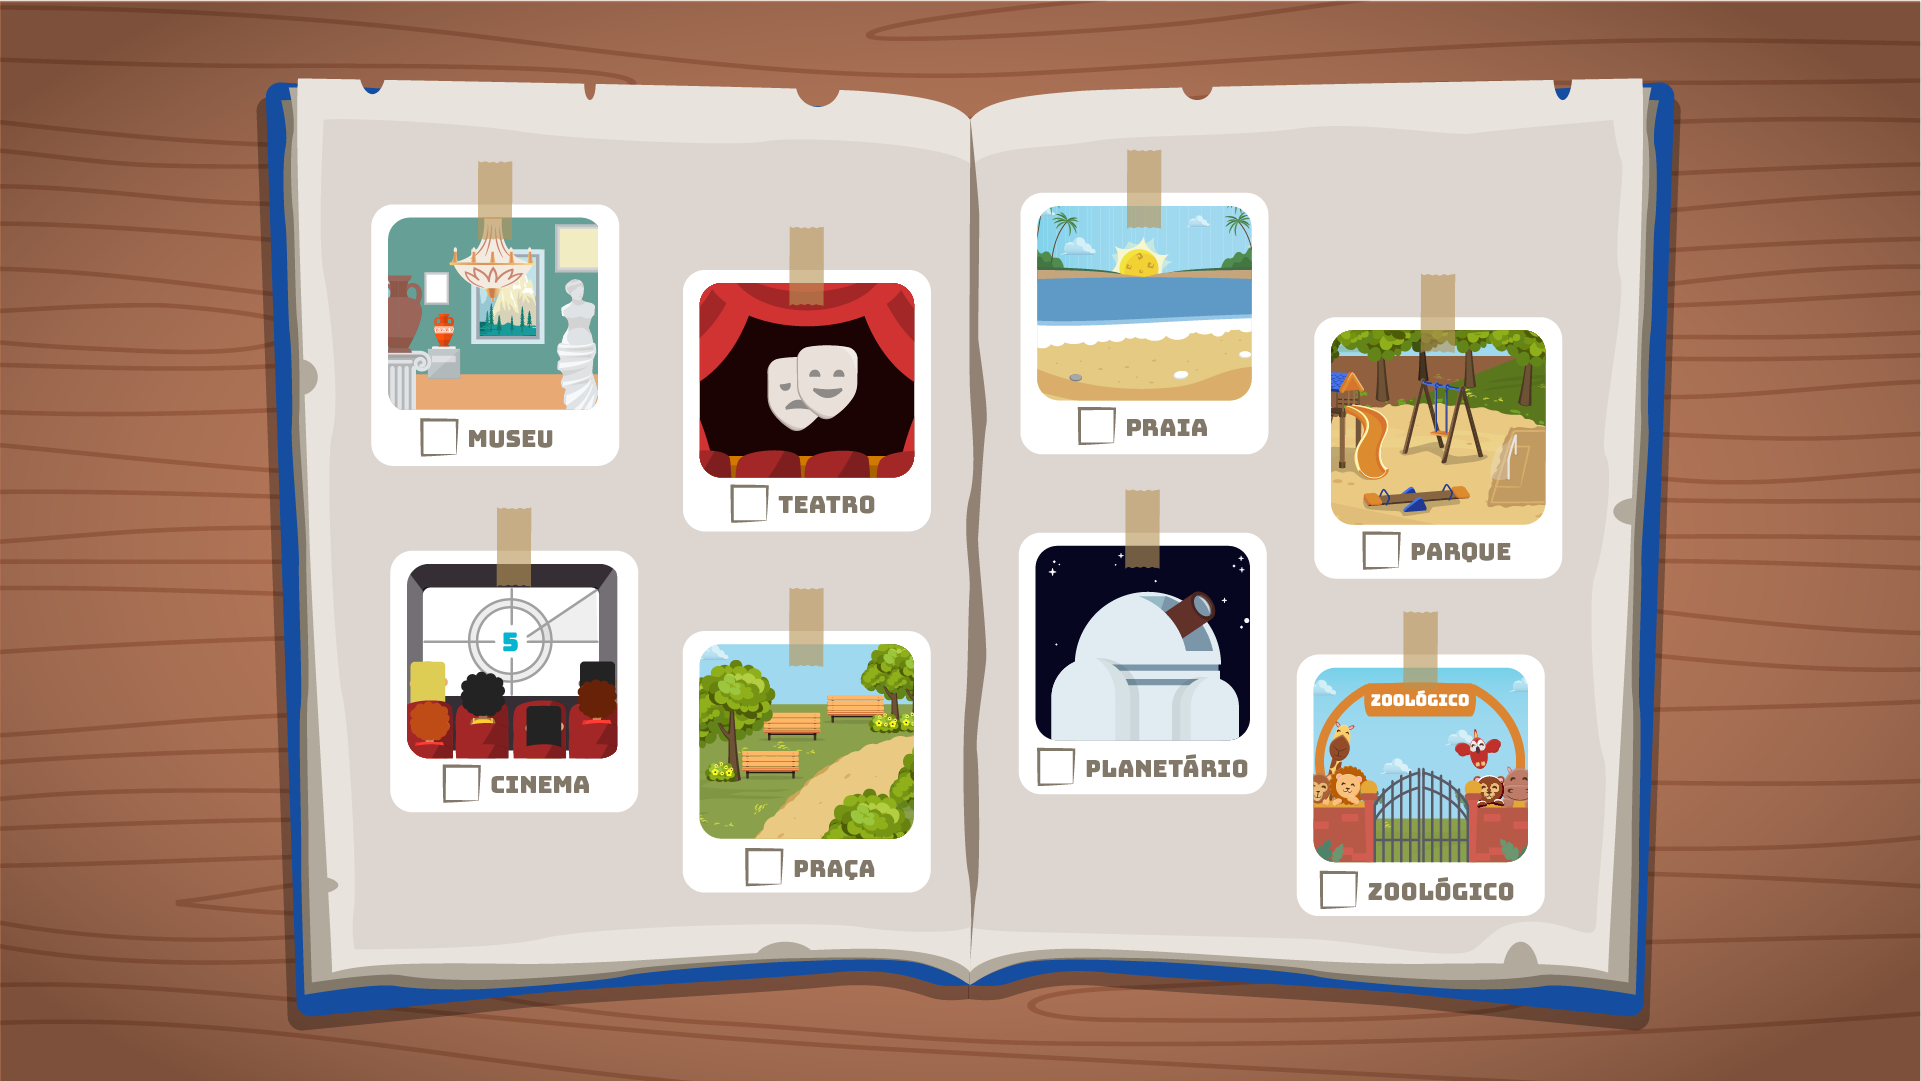 MUSEU
TEATRO
5
CINEMA
PRAÇA
PRAIA
PARQUE
PLANETÁRIO
ZOOLÓGICO
ZOOLÓGICO